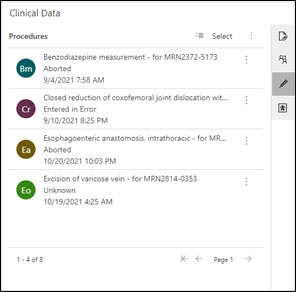 Clinical Data
Procedures
Select
Bm
Benzodiazepine measurement - for MRN2372-5173
Aborted
9/4/2021 7:58 AM
Cr
Closed reduction of coxofemoral joint dislocation wit...
Entered in Error
9/10/2021 8:25 PM
Ea
Esophagoenteric anastomosis, intrathoracic - for MR...
Aborted
10/20/2021 10:03 PM
Eo
Excision of varicose vein - for MRN2814-0353
Unknown
10/19/2021 4:25 AM
1 - 4 of 8
Page 1